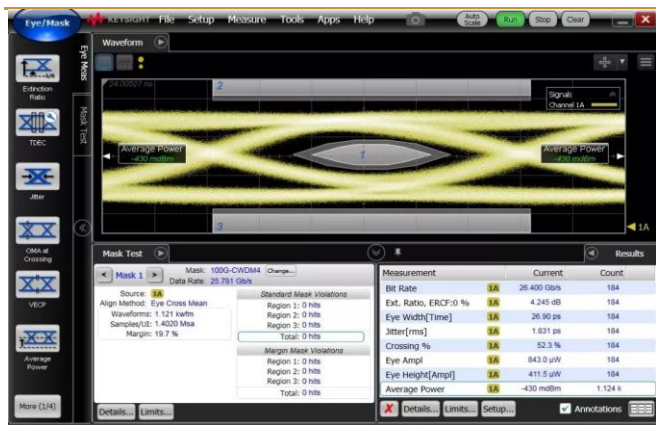 Eye/Mask
KEYSIGHT File Setup Measure Tools Apps Help Auto Scale Run Stop Clear
Waveform
Eye Meas
Mask Test
Extinction
Ratio
TDEC
Jitter
OMA at
Crossing
VECP
Average
Power
More (1/4)
24.00527 ns
2
Signals
Channel 1A
Average Power
-430 mdBm
1
Average Power
-430 mdBm
3
1A
Mask Test
Mask 1
Mask: 100G-CWDM4 Change...
Data Rate: 25.781 Gb/s
Source: 1A
Align Method: Eye Cross Mean
Waveforms: 1.121 kwfm
Samples/UI: 1.4020 Msa
Margin: 19.7 %
Standard Mask Violations
Region 1: 0 hits
Region 2: 0 hits
Region 3: 0 hits
Total: 0 hits
Margin Mask Violations
Region 1: 0 hits
Region 2: 0 hits
Region 3: 0 hits
Total: 0 hits
Details... Limits...
Results
Measurement Current Count
Bit Rate 1A 26.400 Gb/s 184
Ext. Ratio, ERCF:0 % 1A 4.245 dB 184
Eye Width[Time] 1A 26.90 ps 184
Jitter[rms] 1A 1.831 ps 184
Crossing % 1A 52.3 % 184
Eye Ampl 1A 843.0 µW 184
Eye Height[Ampl] 1A 411.5 µW 184
Average Power 1A -430 mdBm 1.124 k
Details... Limits... Setup... Annotations